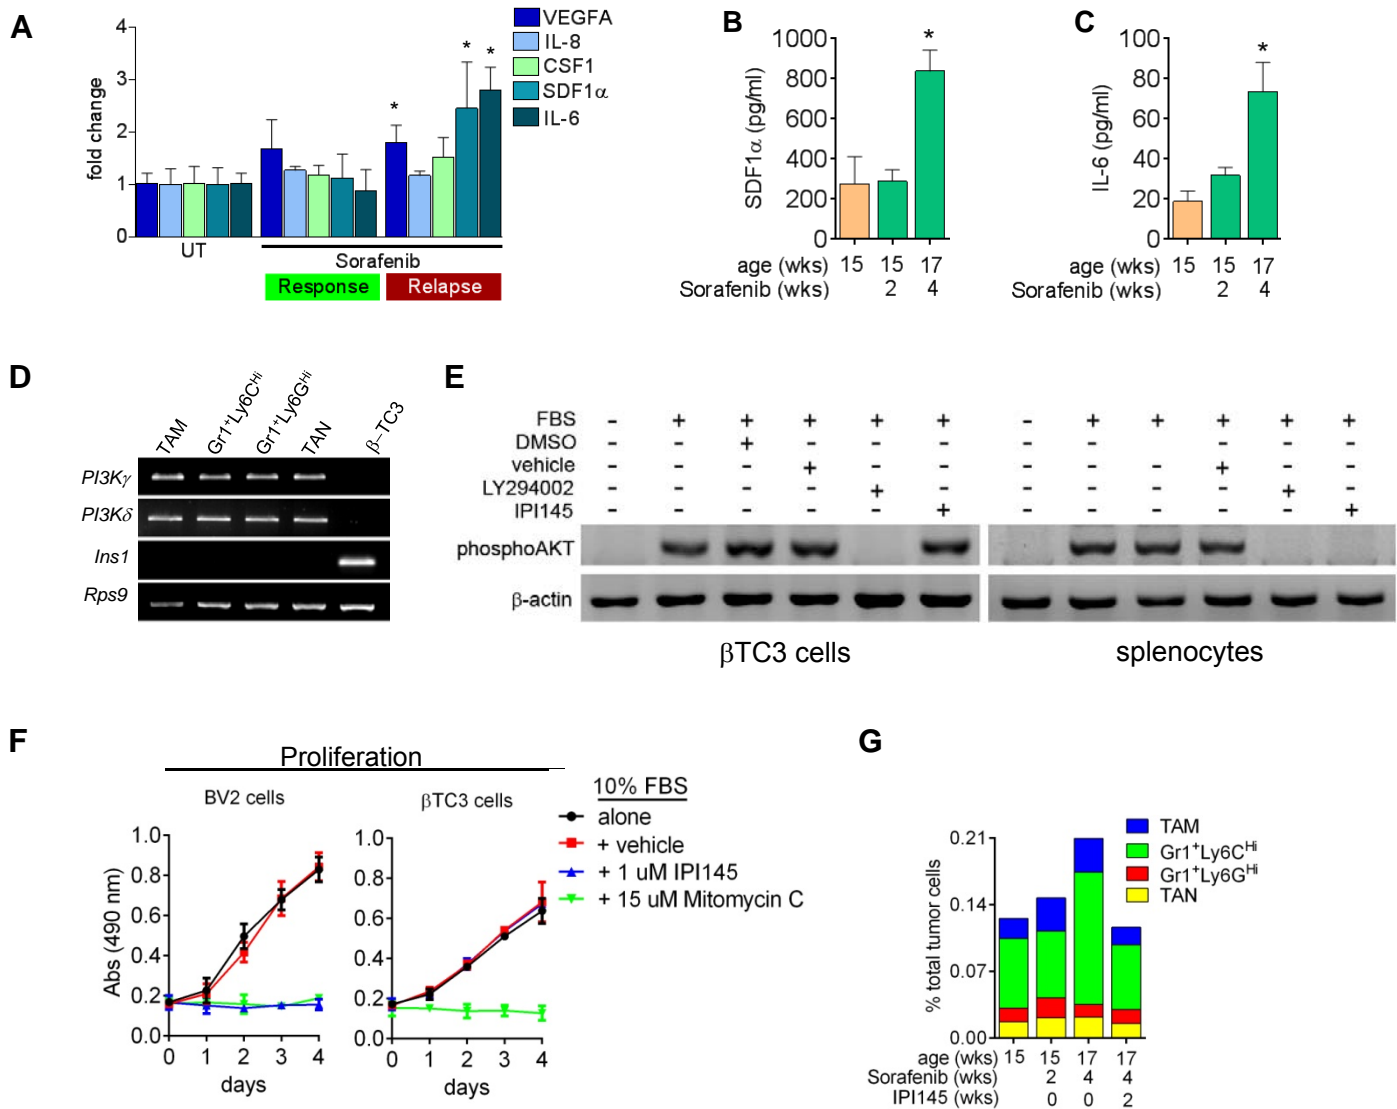 A
4
3
2
1
0
fold change
* * *
VEGFA
IL-8
CSF1
SDF1α
IL-6
UT
Sorafenib
Response Relapse
B
1000
800
600
400
200
0
SDF1α (pg/ml)
*
age (wks) 15 15 17
Sorafenib (wks) 2 4
C
100
80
60
40
20
0
IL-6 (pg/ml)
*
age (wks) 15 15 17
Sorafenib (wks) 2 4
D
TAM Gr1+Ly6CHi Gr1+Ly6GHi TAN β-TC3
PI3Kγ
PI3Kδ
Ins1
Rps9
E
FBS - + + + + + - + + + + +
DMSO - - + - - -
vehicle - - - + - - - - - + - -
LY294002 - - - - + - - - - - + -
IPI145 - - - - - + - - - - - +
phosphoAKT
β-actin
βTC3 cells splenocytes
F
Proliferation
BV2 cells βTC3 cells
1.0
0.8
0.6
0.4
0.2
0.0
Abs (490 nm)
0 1 2 3 4
days
1.0
0.8
0.6
0.4
0.2
0.0
0 1 2 3 4
days
10% FBS
alone
+ vehicle
+ 1 uM IPI145
+ 15 uM Mitomycin C
G
0.21
0.14
0.07
0.00
% total tumor cells
TAM
Gr1+Ly6CHi
Gr1+Ly6GHi
TAN
age (wks) 15 15 17 17
Sorafenib (wks) 2 4 4
IPI145 (wks) 0 0 2